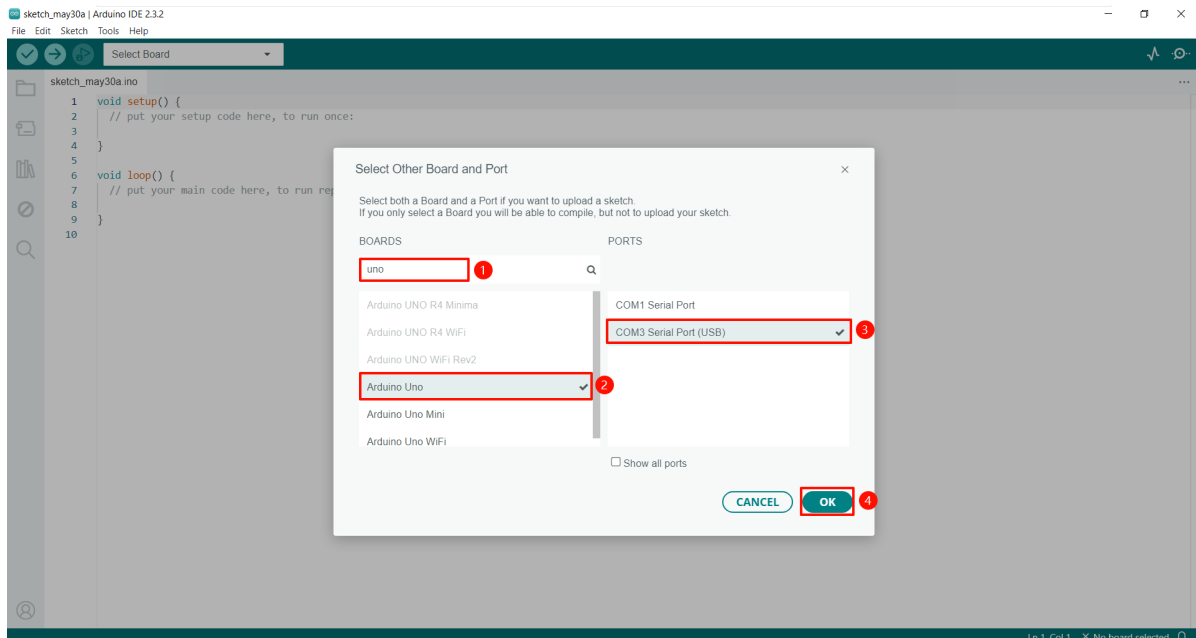 sketch_may30a | Arduino IDE 2.3.2
File Edit Sketch Tools Help
Select Board
sketch_may30a.ino
1 void setup() {
2 // put your setup code here, to run once:
3
4 }
5
6 void loop() {
7 // put your main code here, to run rep
8
9 }
10
Select Other Board and Port
Select both a Board and a Port if you want to upload a sketch.
If you only select a Board you will be able to compile, but not to upload your sketch.
BOARDS
uno
1
Arduino UNO R4 Minima
Arduino UNO R4 WiFi
Arduino UNO WiFi Rev2
Arduino Uno
2
Arduino Uno Mini
Arduino Uno WiFi
PORTS
COM1 Serial Port
COM3 Serial Port (USB)
3
Show all ports
CANCEL
OK
4
Ln 1, Col 1 X No board selected